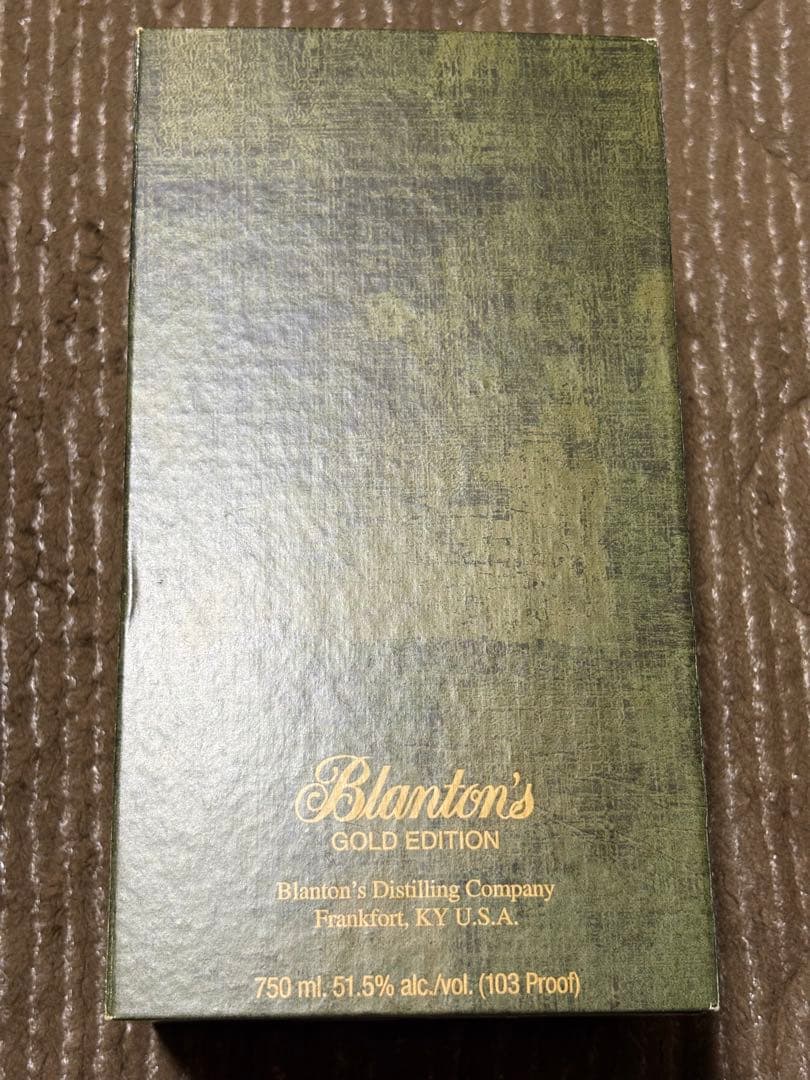 Blanton's
GOLD EDITION
Blanton's Distilling Company
Frankfort, KY U.S.A.
750 ml. 51.5% alc./vol. (103 Proof)